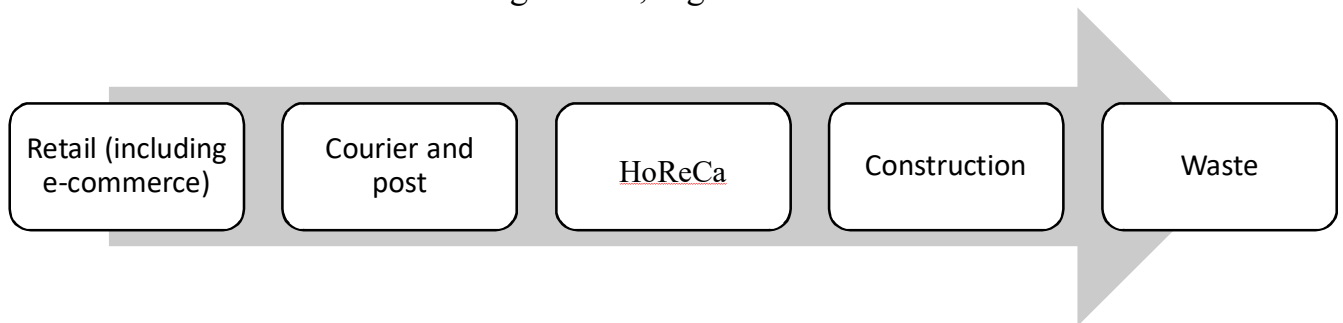 Retail (including
e-commerce)
Courier and
post
HoReCa
Construction
Waste